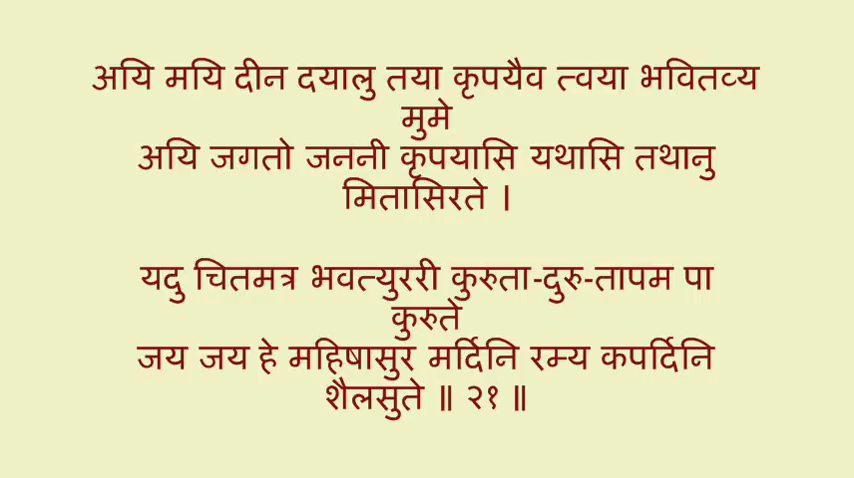 अयि मयि दीन दयालु तया कृपयैव त्वया भवितव्य
मुमे
अयि जगतो जननी कृपयासि यथासि तथानु
मितासिरते ।
यदु चितमत्र भवत्युररी कुरुता-दुरु-तापम पा
कुरुते
जय जय हे महिषासुर मर्दिनि रम्य कपर्दिनि
शैलसुते ॥ २१ ॥